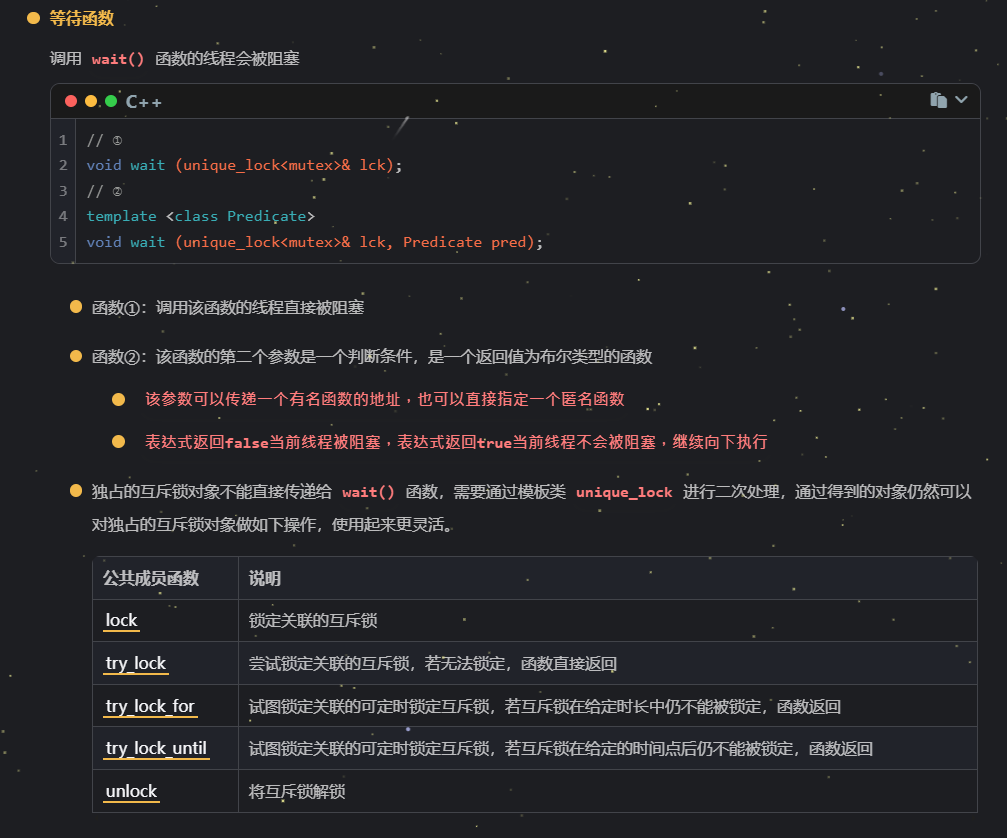 等待函数
调用 wait() 函数的线程会被阻塞
C++
1 // ①
2 void wait (unique_lock<mutex>& lck);
3 // ②
4 template <class Predicate>
5 void wait (unique_lock<mutex>& lck, Predicate pred);
函数①：调用该函数的线程直接被阻塞
函数②：该函数的第二个参数是一个判断条件，是一个返回值为布尔类型的函数
该参数可以传递一个有名函数的地址，也可以直接指定一个匿名函数
表达式返回false当前线程被阻塞，表达式返回true当前线程不会被阻塞，继续向下执行
独占的互斥锁对象不能直接传递给 wait() 函数，需要通过模板类 unique_lock 进行二次处理，通过得到的对象仍然可以
对独占的互斥锁对象做如下操作，使用起来更灵活。
公共成员函数 说明
lock 锁定关联的互斥锁
try_lock 尝试锁定关联的互斥锁，若无法锁定，函数直接返回
try_lock_for 试图锁定关联的可定时锁定互斥锁，若互斥锁在给定时长中仍不能被锁定，函数返回
try_lock_until 试图锁定关联的可定时锁定互斥锁，若互斥锁在给定的时间点后仍不能被锁定，函数返回
unlock 将互斥锁解锁